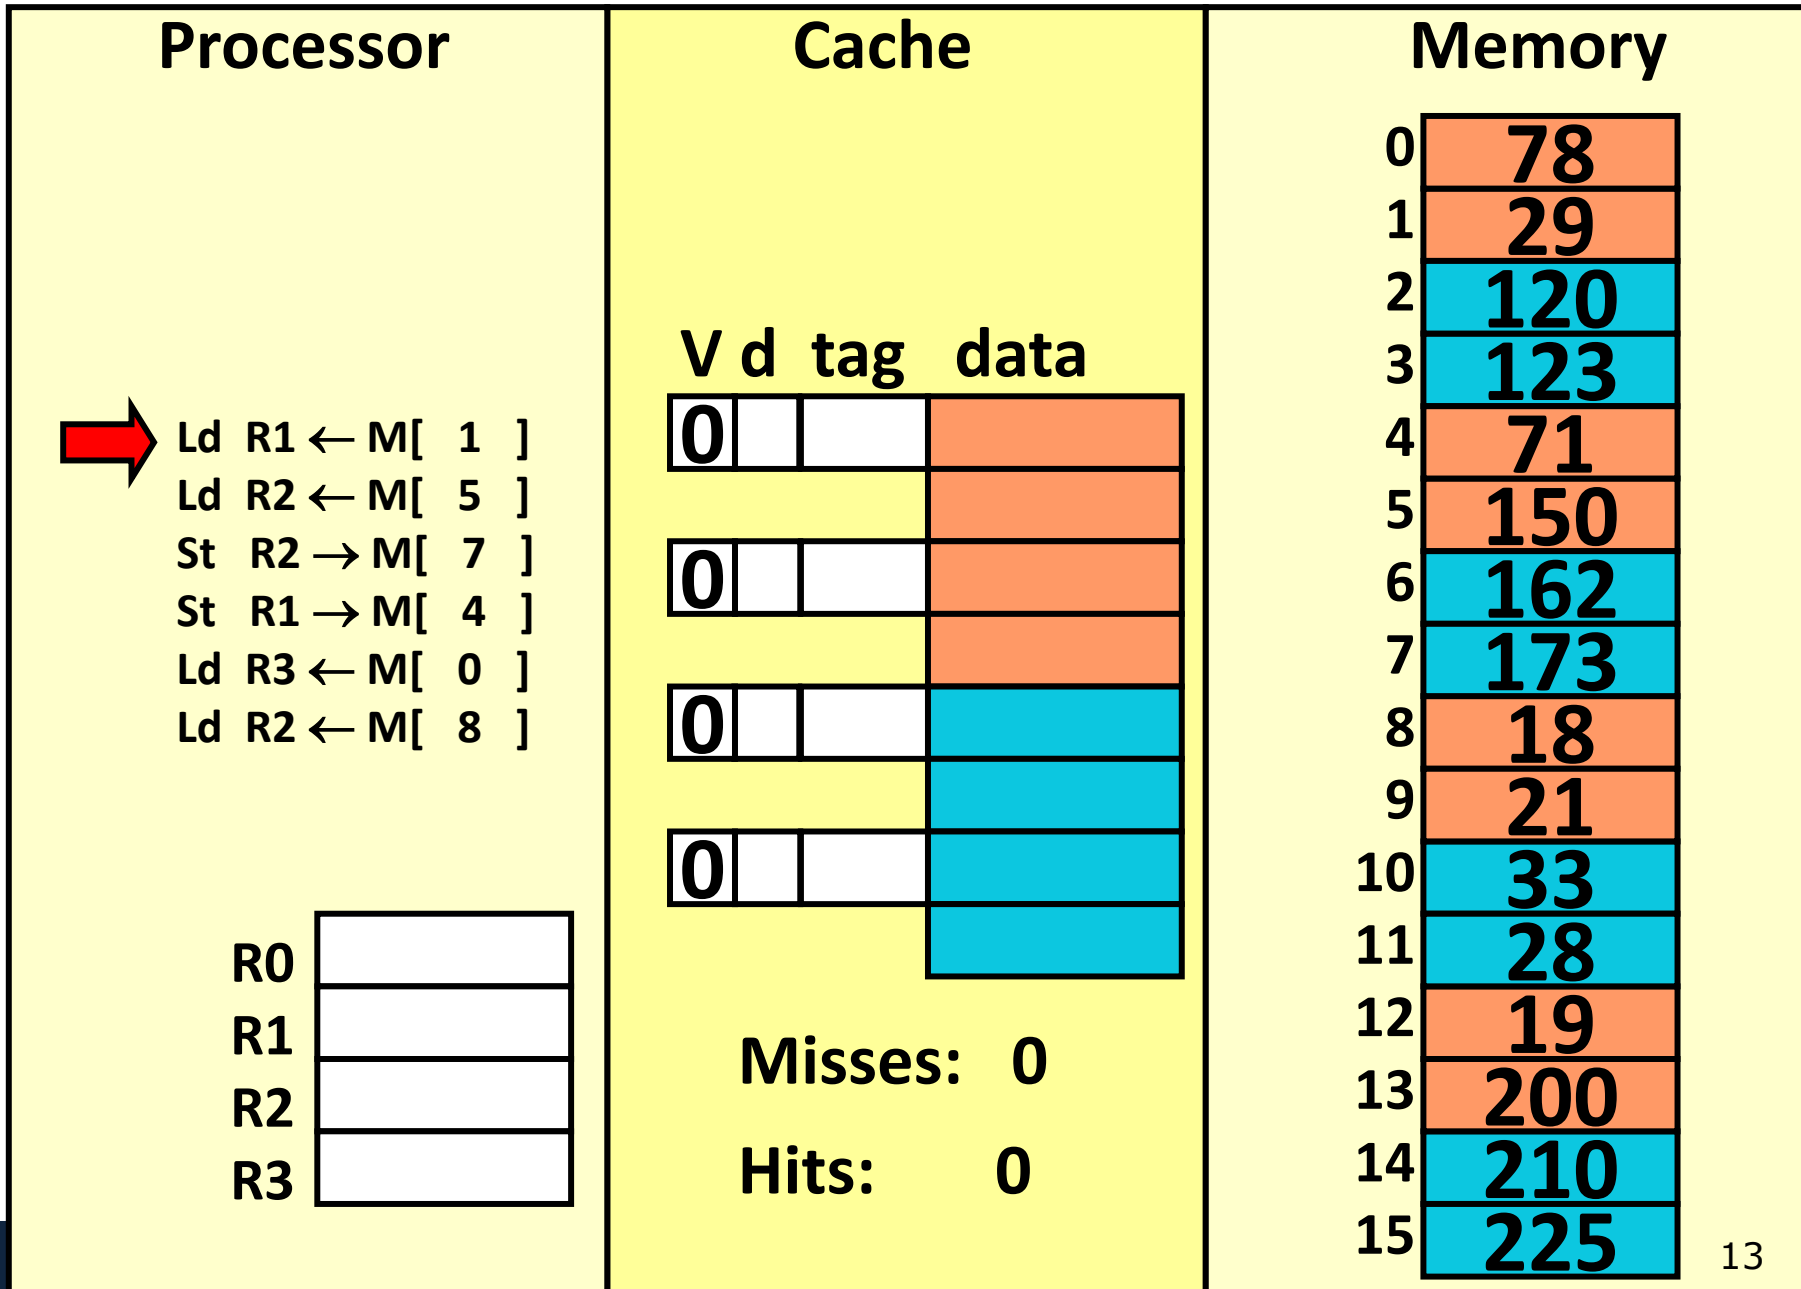 Processor
Ld R1 ← M[ 1 ]
Ld R2 ← M[ 5 ]
St R2 → M[ 7 ]
St R1 → M[ 4 ]
Ld R3 ← M[ 0 ]
Ld R2 ← M[ 8 ]
R0
R1
R2
R3
Cache
V d tag data
0
0
0
0
Misses: 0
Hits: 0
Memory
0 78
1 29
2 120
3 123
4 71
5 150
6 162
7 173
8 18
9 21
10 33
11 28
12 19
13 200
14 210
15 225
13